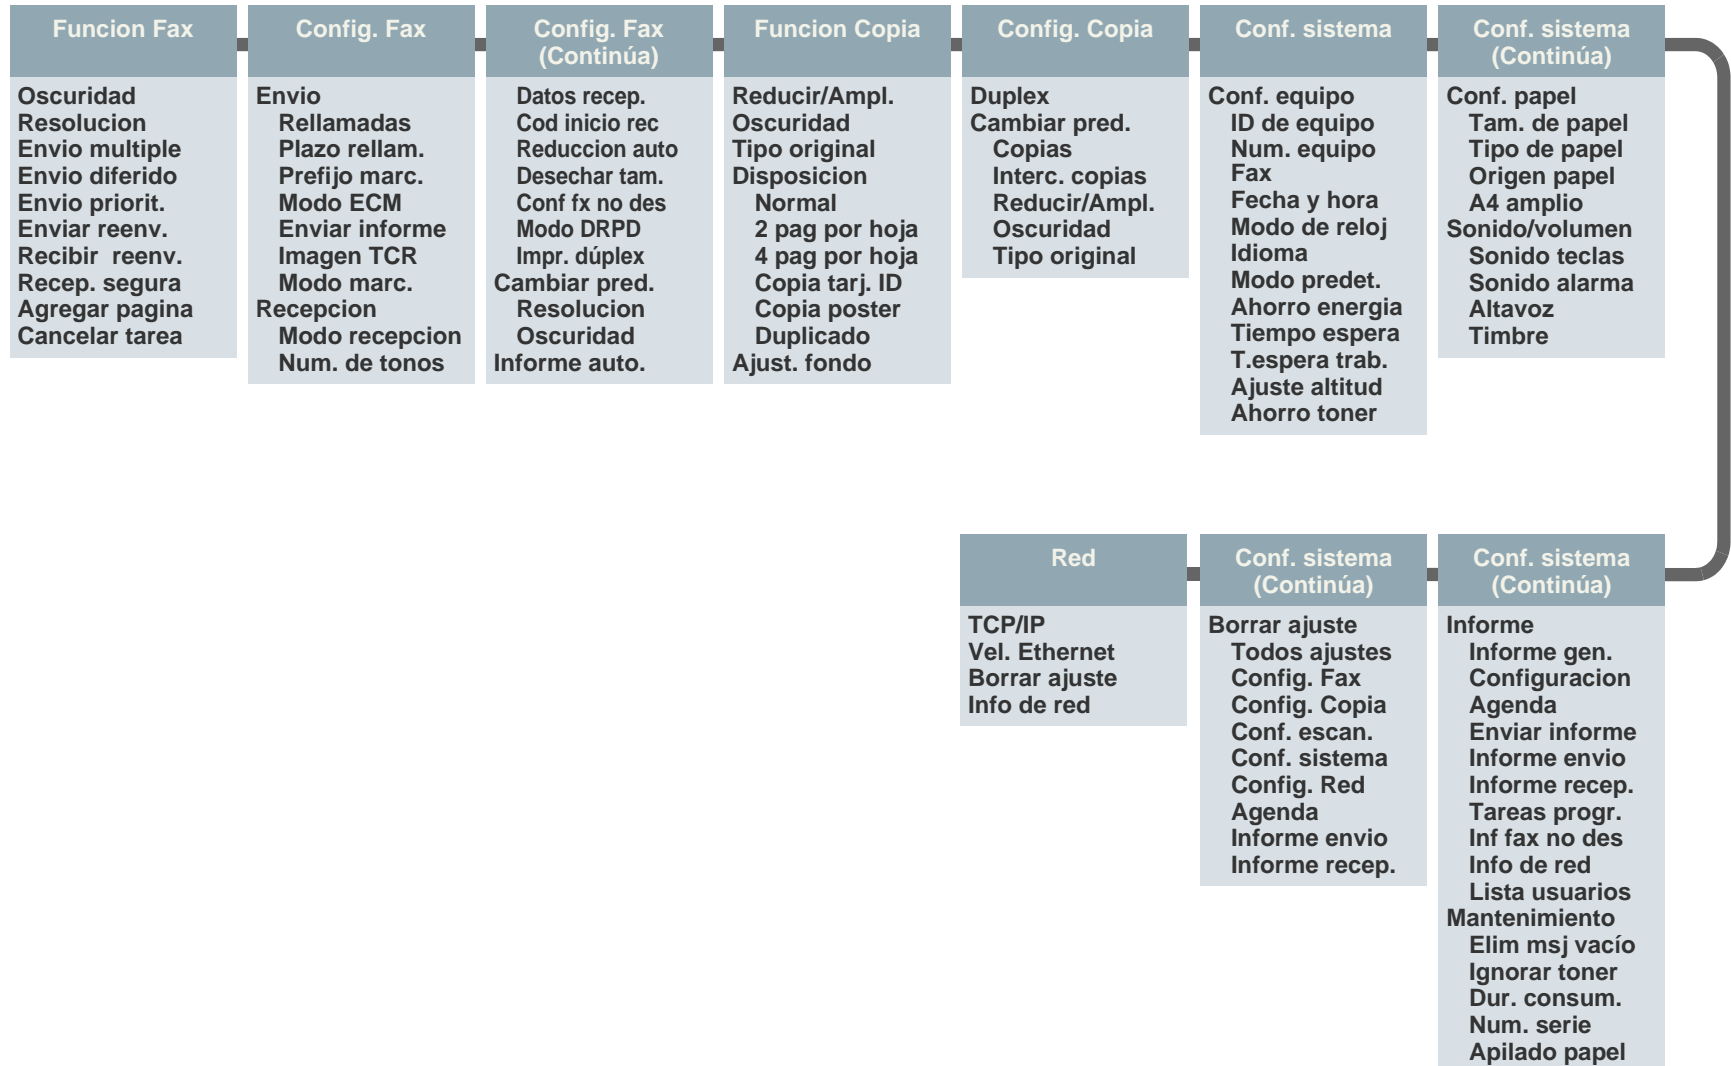 Funcion Fax
Oscuridad
Resolucion
Envio multiple
Envio diferido
Envio priorit.
Enviar reenv.
Recibir  reenv.
Recep. segura
Agregar pagina
Cancelar tarea
Config. Fax
Envio
Rellamadas
Plazo rellam.
Prefijo marc.
Modo ECM
Enviar informe
Imagen TCR
Modo marc.
Recepcion
Modo recepcion
Num. de tonos
Config. Fax
(Continúa)
Datos recep.
Cod inicio rec
Reduccion auto
Desechar tam.
Conf fx no des
Modo DRPD
Impr. dúplex
Cambiar pred.
Resolucion
Oscuridad
Informe auto.
Funcion Copia
Reducir/Ampl.
Oscuridad
Tipo original
Disposicion
Normal
2 pag por hoja
4 pag por hoja
Copia tarj. ID
Copia poster
Duplicado
Ajust. fondo
Config. Copia
Duplex
Cambiar pred.
Copias
Interc. copias
Reducir/Ampl.
Oscuridad
Tipo original
Conf. sistema
Conf. equipo
ID de equipo
Num. equipo
Fax
Fecha y hora
Modo de reloj
Idioma
Modo predet.
Ahorro energia
Tiempo espera
T.espera trab.
Ajuste altitud
Ahorro toner
Conf. sistema
(Continúa)
Conf. papel
Tam. de papel
Tipo de papel
Origen papel
A4 amplio
Sonido/volumen
Sonido teclas
Sonido alarma
Altavoz
Timbre
Red
TCP/IP
Vel. Ethernet
Borrar ajuste
Info de red
Conf. sistema
(Continúa)
Borrar ajuste
Todos ajustes
Config. Fax
Config. Copia
Conf. escan.
Conf. sistema
Config. Red
Agenda
Informe envio
Informe recep.
Conf. sistema
(Continúa)
Informe
Informe gen.
Configuracion
Agenda
Enviar informe
Informe envio
Informe recep.
Tareas progr.
Inf fax no des
Info de red
Lista usuarios
Mantenimiento
Elim msj vacío
Ignorar toner
Dur. consum.
Num. serie
Apilado papel